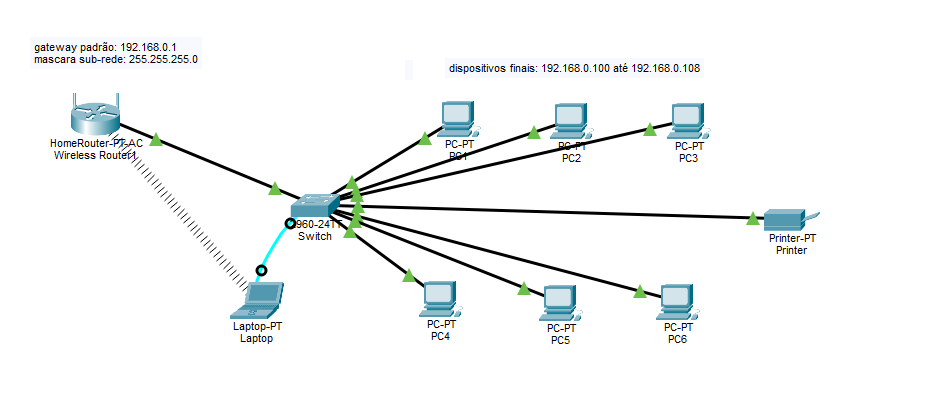 gateway padrão: 192.168.0.1
mascara sub-rede: 255.255.255.0
dispositivos finais: 192.168.0.100 até 192.168.0.108
HomeRouter-PT-AC
Wireless Router1
PC-PT
PC1
PC-PT
PC2
PC-PT
PC3
960-24TT
Switch
Printer-PT
Printer
Laptop-PT
Laptop
PC-PT
PC4
PC-PT
PC5
PC-PT
PC6